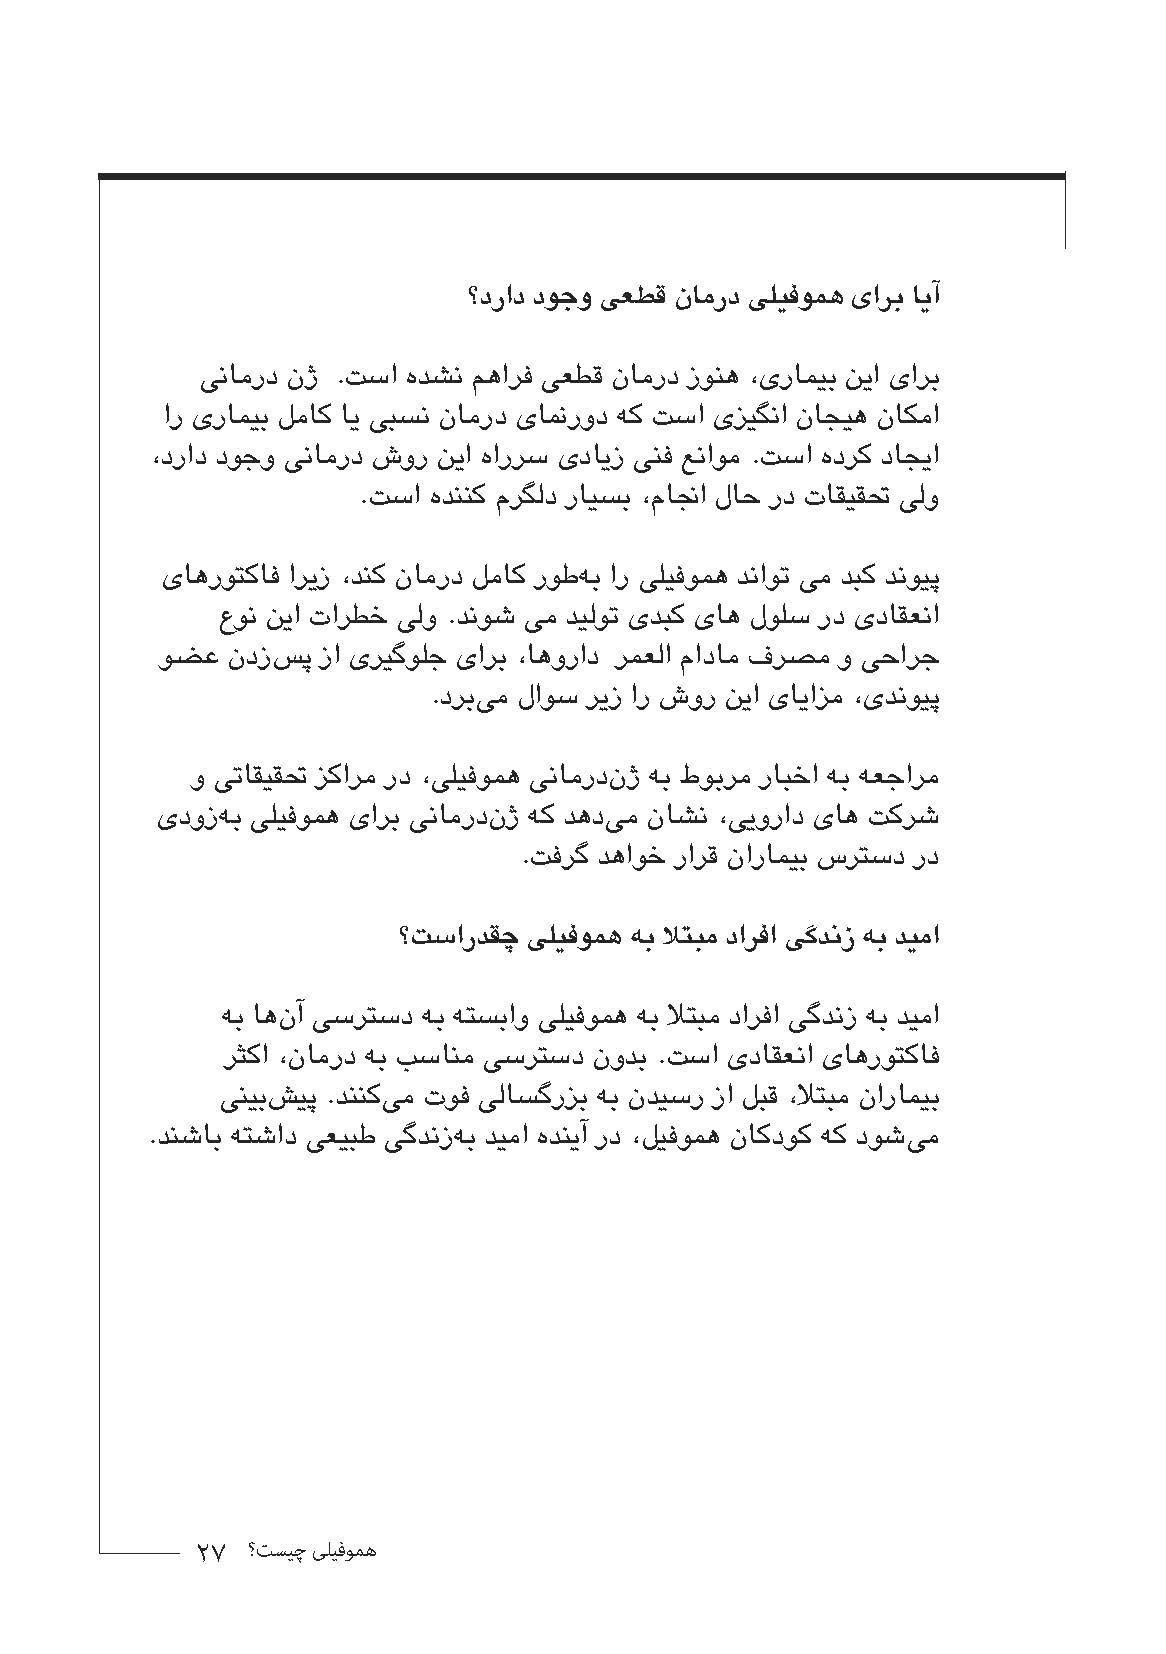 آیا برای هموفیلی درمان قطعی وجود دارد؟
برای این بیماری، هنوز درمان قطعی فراهم نشده است. ژن درمانی
امکان هیجان انگیزی است که دورنمای درمان نسبی یا کامل بیماری را
ایجاد کرده است. موانع فنی زیادی سرراه این روش درمانی وجود دارد،
ولی تحقیقات در حال انجام، بسیار دلگرم کننده است.
پیوند کبد می تواند هموفیلی را به‌طور کامل درمان کند، زیرا فاکتورهای
انعقادی در سلول های کبدی تولید می شوند. ولی خطرات این نوع
جراحی و مصرف مادام العمر داروها، برای جلوگیری از پس‌زدن عضو
پیوندی، مزایای این روش را زیر سوال می‌برد.
مراجعه به اخبار مربوط به ژن‌درمانی هموفیلی، در مراکز تحقیقاتی و
شرکت های دارویی، نشان می‌دهد که ژن‌درمانی برای هموفیلی به‌زودی
در دسترس بیماران قرار خواهد گرفت.
امید به زندگی افراد مبتلا به هموفیلی چقدراست؟
امید به زندگی افراد مبتلا به هموفیلی وابسته به دسترسی آن‌ها به
فاکتورهای انعقادی است. بدون دسترسی مناسب به درمان، اکثر
بیماران مبتلا، قبل از رسیدن به بزرگسالی فوت می‌کنند. پیش‌بینی
می‌شود که کودکان هموفیل، در آینده امید به‌زندگی طبیعی داشته باشند.
هموفیلی چیست؟ ۲۷